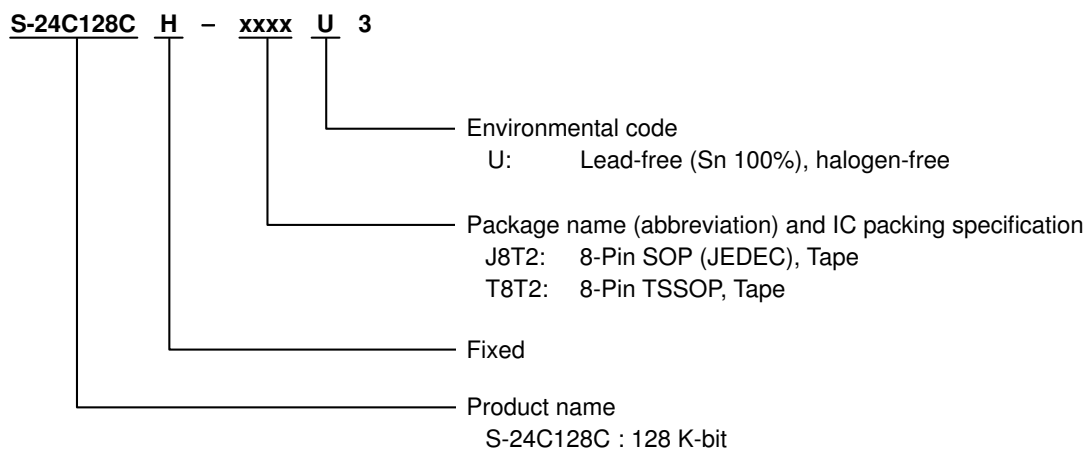 S-24C128C H – xxxx U 3
Environmental code
U: Lead-free (Sn 100%), halogen-free
Package name (abbreviation) and IC packing specification
J8T2: 8-Pin SOP (JEDEC), Tape
T8T2: 8-Pin TSSOP, Tape
Fixed
Product name
S-24C128C : 128 K-bit